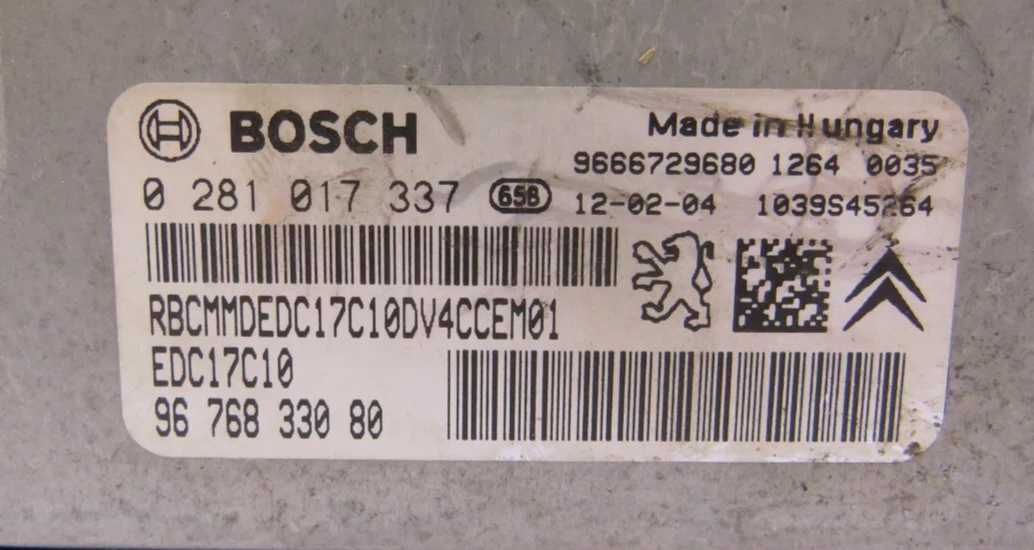 BOSCH
Made in Hungary
9666729680 1264 0035
0 281 017 337 65B
12-02-04 1039S45264
RBCMMDEDC17C10DV4CCEM01
EDC17C10
96 768 330 80